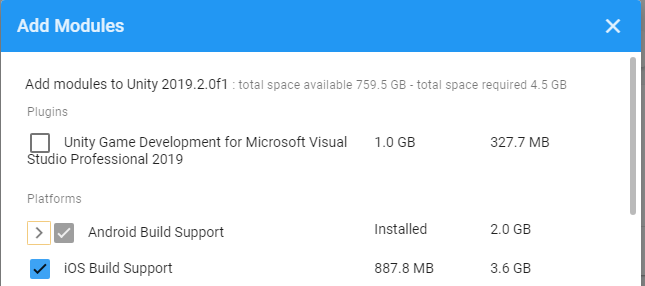 Add Modules
Add modules to Unity 2019.2.0f1 : total space available 759.5 GB - total space required 4.5 GB
Plugins
Unity Game Development for Microsoft Visual 1.0 GB 327.7 MB
Studio Professional 2019
Platforms
Android Build Support Installed 2.0 GB
iOS Build Support 887.8 MB 3.6 GB